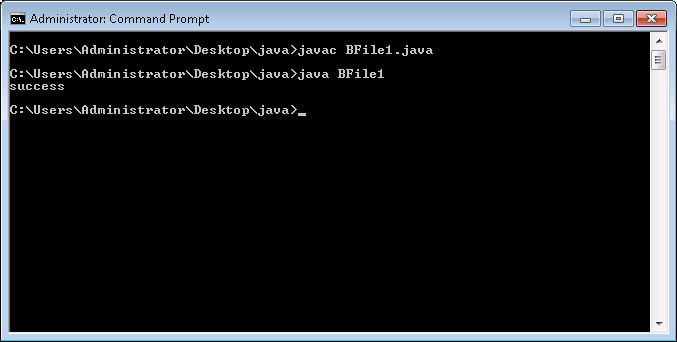 Administrator: Command Prompt
C:\Users\Administrator\Desktop\java>javac BFile1.java
C:\Users\Administrator\Desktop\java>java BFile1
success
C:\Users\Administrator\Desktop\java>_